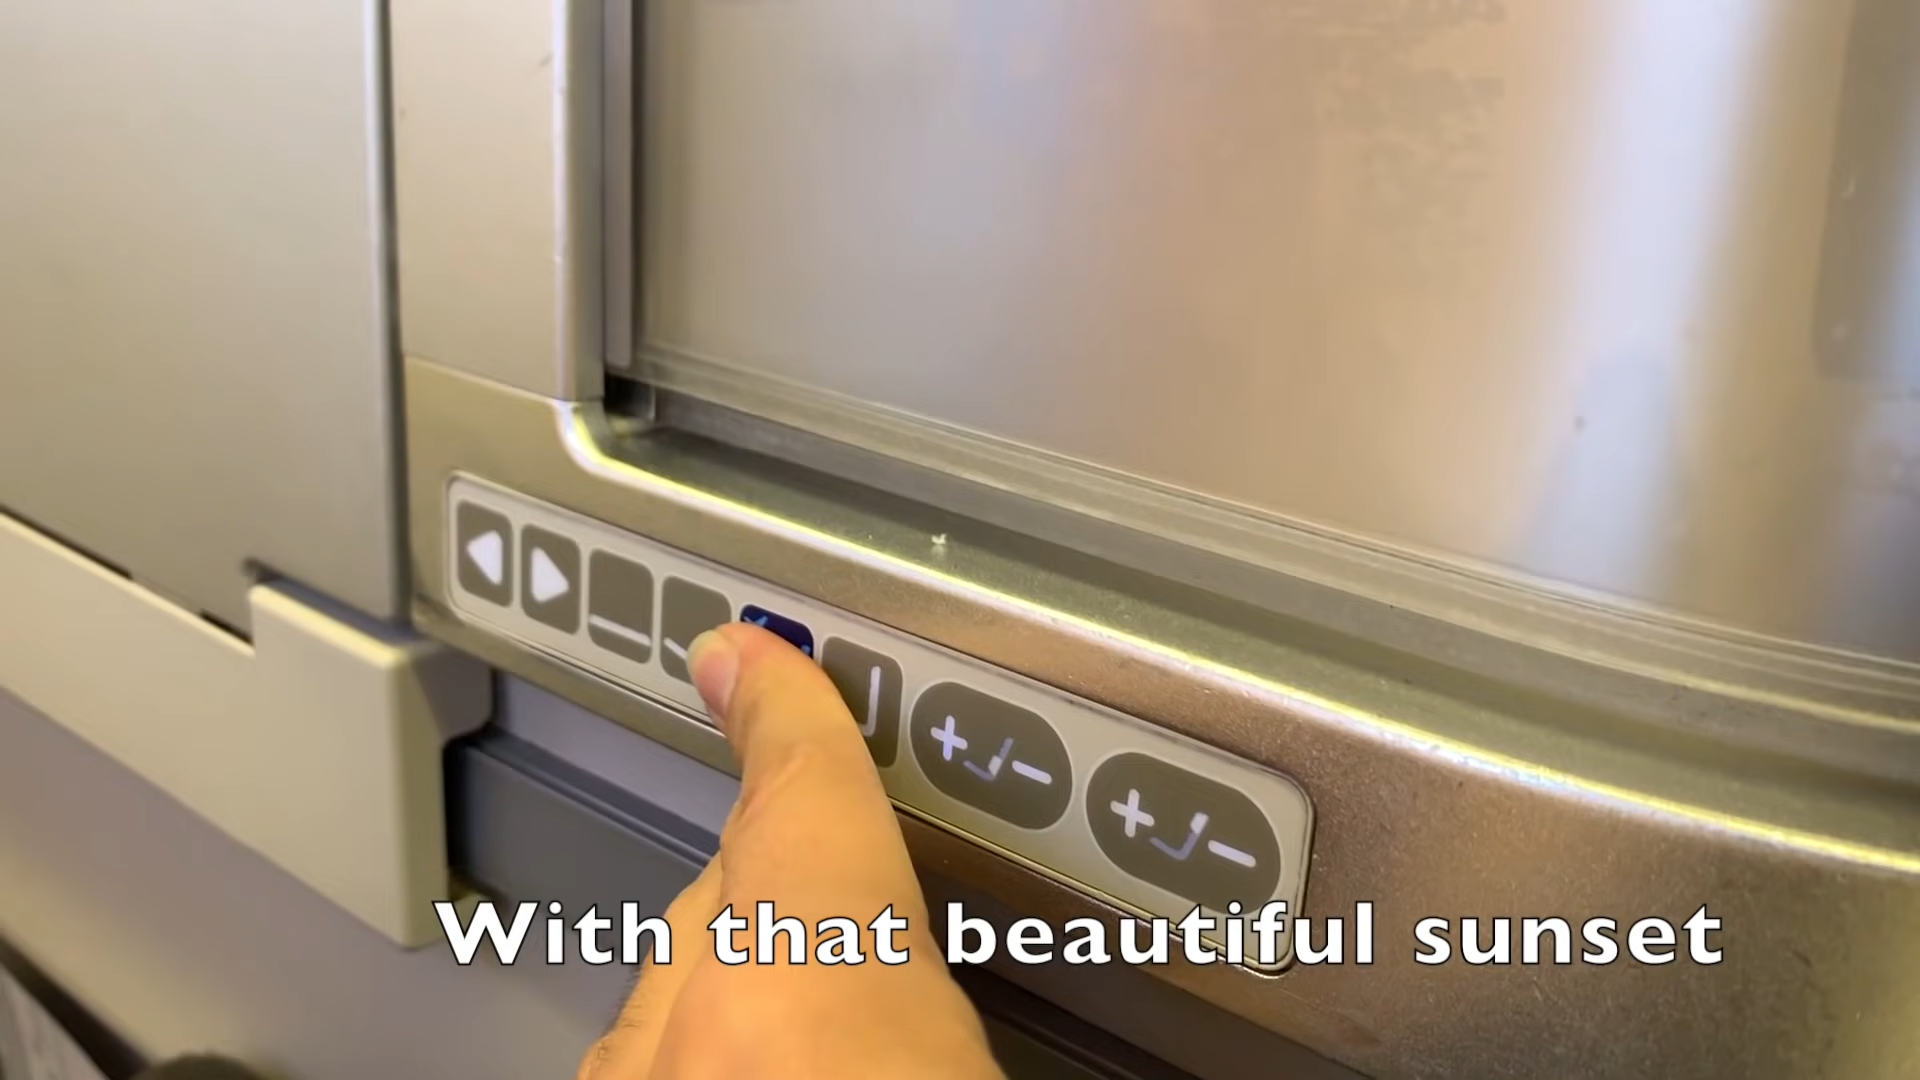 With that beautiful sunset
+ -
+ -